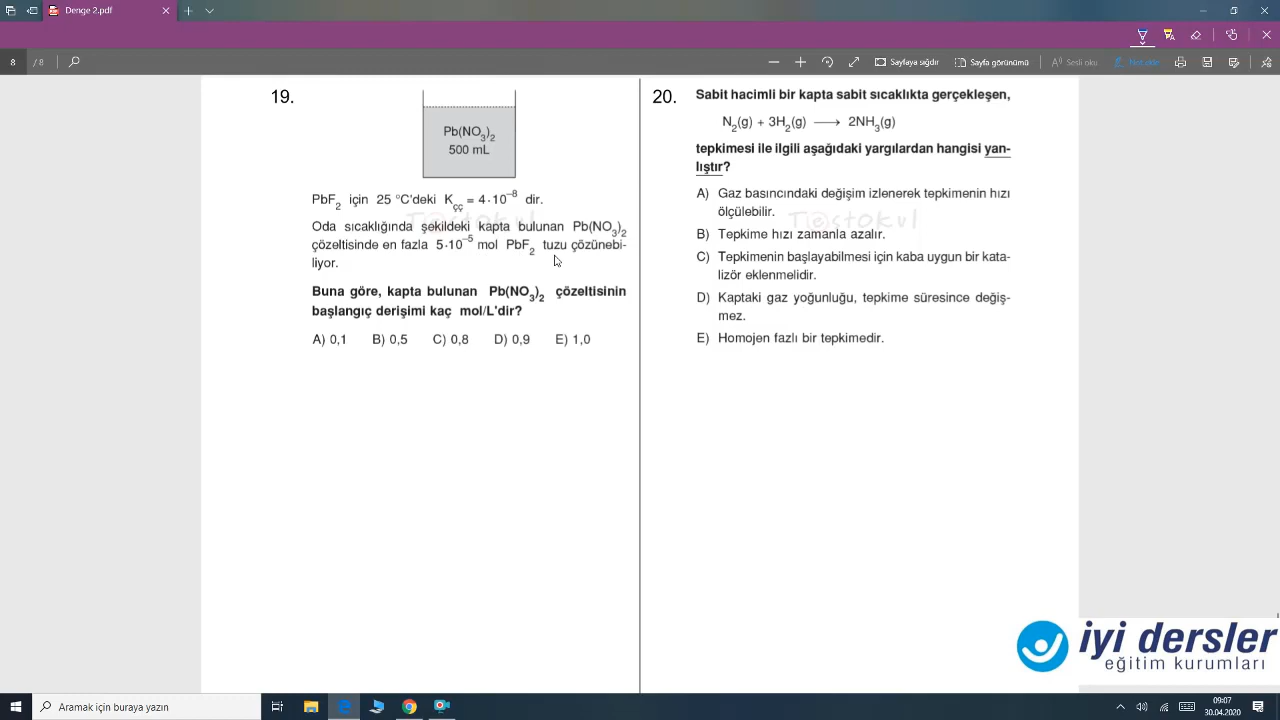 Denge 2.pdf
8 /8
Sayfaya sığdır
Sayfa görünümü
Sesli oku
19.
Pb(NO3)2
500 mL
PbF2 için 25 °C'deki Kçç = 4·10–8 dir.
Oda sıcaklığında şekildeki kapta bulunan Pb(NO3)2
çözeltisinde en fazla 5·10–5 mol PbF2 tuzu çözünebi-
liyor.
Buna göre, kapta bulunan Pb(NO3)2 çözeltisinin
başlangıç derişimi kaç mol/L'dir?
A) 0,1 B) 0,5 C) 0,8 D) 0,9 E) 1,0
20.
Sabit hacimli bir kapta sabit sıcaklıkta gerçekleşen,
N2(g) + 3H2(g) ⟶ 2NH3(g)
tepkimesi ile ilgili aşağıdaki yargılardan hangisi yan-
lıştır?
A) Gaz basıncındaki değişim izlenerek tepkimenin hızı
ölçülebilir.
B) Tepkime hızı zamanla azalır.
C) Tepkimenin başlayabilmesi için kaba uygun bir kata-
lizör eklenmelidir.
D) Kaptaki gaz yoğunluğu, tepkime süresince değiş-
mez.
E) Homojen fazlı bir tepkimedir.
iyi dersler
eğitim kurumları
Aramak için buraya yazın
09:07
30.04.2020